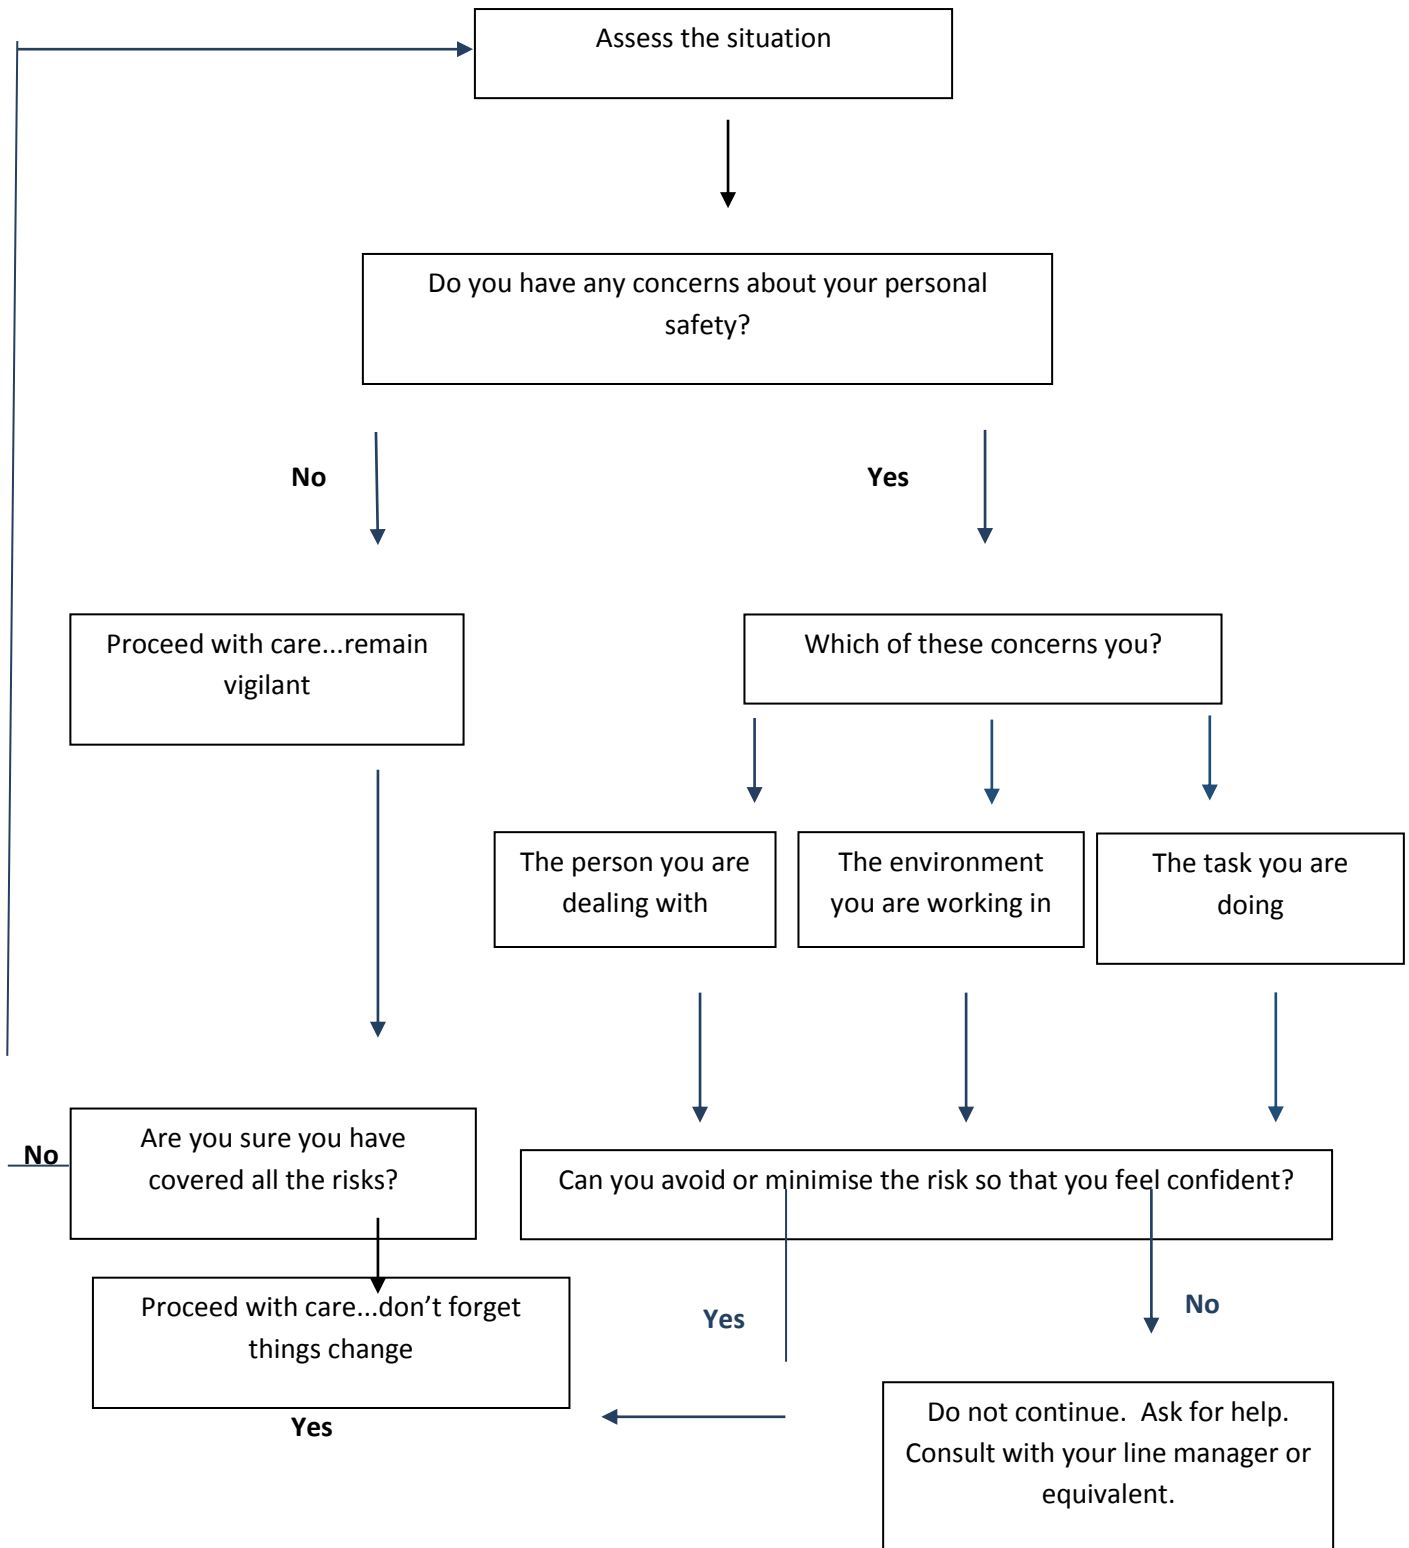 Assess the situation
Do you have any concerns about your personal
safety?
No
Yes
Proceed with care...remain
vigilant
Which of these concerns you?
The person you are
dealing with
The environment
you are working in
The task you are
doing
No
Are you sure you have
covered all the risks?
Can you avoid or minimise the risk so that you feel confident?
Proceed with care...don’t forget
things change
Yes
Yes
No
Do not continue.  Ask for help.
Consult with your line manager or
equivalent.